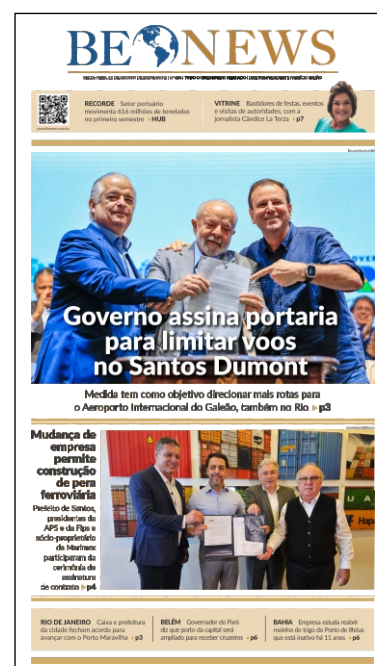 BE NEWS
RECORDE Setor portuário
movimenta 616 milhões de toneladas
no primeiro semestre ▸ HUB
VITRINE Bastidores de festas, eventos
e visitas de autoridades, com a
jornalista Cândice La Terza ▸ p7
Governo assina portaria
para limitar voos
no Santos Dumont
Medida tem como objetivo direcionar mais rotas para
o Aeroporto Internacional do Galeão, também no Rio ▸ p3
Mudança de
empresa
permite
construção
de pera
ferroviária
Prefeito de Santos,
presidentes da
APS e da Fips e
sócio-proprietário
da Marimex
participaram da
cerimônia de
assinatura
de contrato ▸ p4
RIO DE JANEIRO Caixa e prefeitura
da cidade fecham acordo para
avançar com o Porto Maravilha ▸ p3
BELÉM Governador do Pará
diz que porto da capital será
ampliado para receber cruzeiros ▸ p6
BAHIA Empresa estuda reabrir
moinho de trigo do Porto de Ilhéus
que está inativo há 11 anos ▸ p6